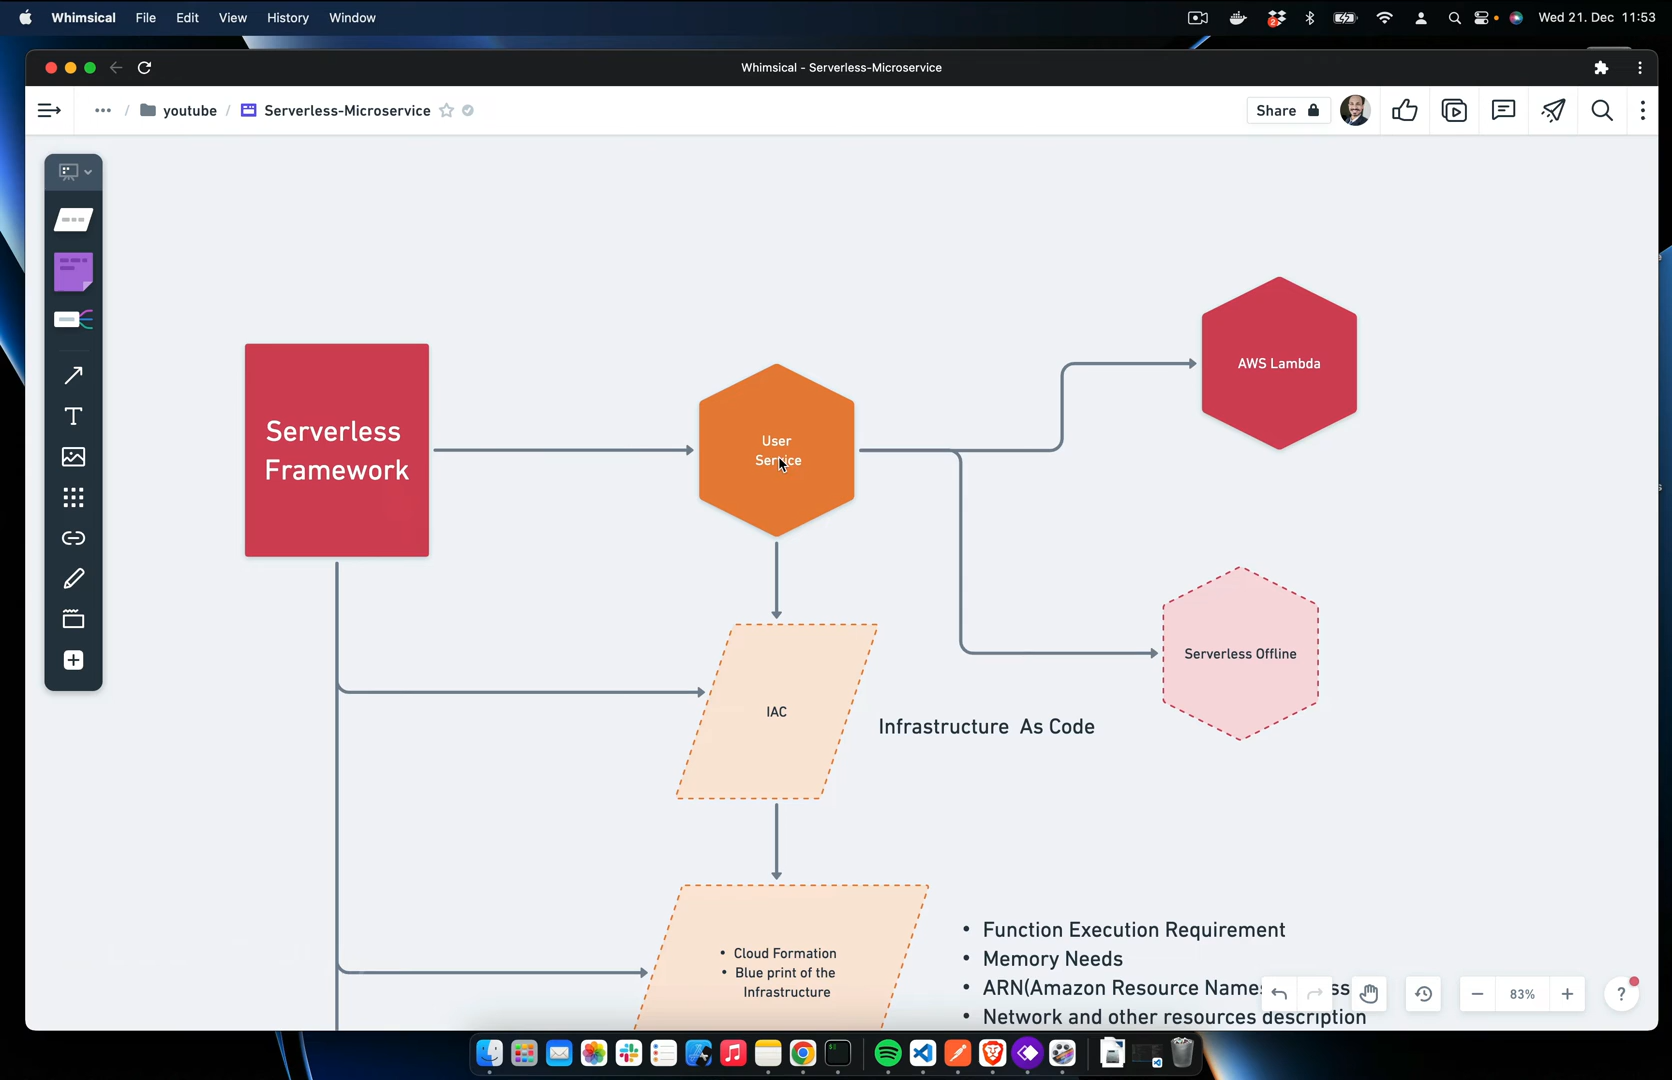 Whimsical File Edit View History Window
2
Wed 21. Dec 11:53
Whimsical - Serverless-Microservice
••• / youtube / Serverless-Microservice
Share
AWS Lambda
Serverless
Framework
User
Service
Serverless Offline
IAC
Infrastructure As Code
• Cloud Formation
• Blue print of the
Infrastructure
• Function Execution Requirement
• Memory Needs
• ARN(Amazon Resource Name
• Network and other resources description
83%
?